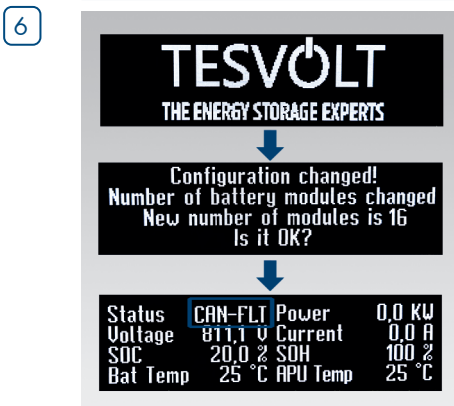 6
TESVOLT
THE ENERGY STORAGE EXPERTS
Configuration changed!
Number of battery modules changed
New number of modules is 16
Is it OK?
Status CAN-FLT Power 0,0 KW
Voltage 811,1 V Current 0,0 A
SOC 20,0 % SOH 100 %
Bat Temp 25 °C APU Temp 25 °C